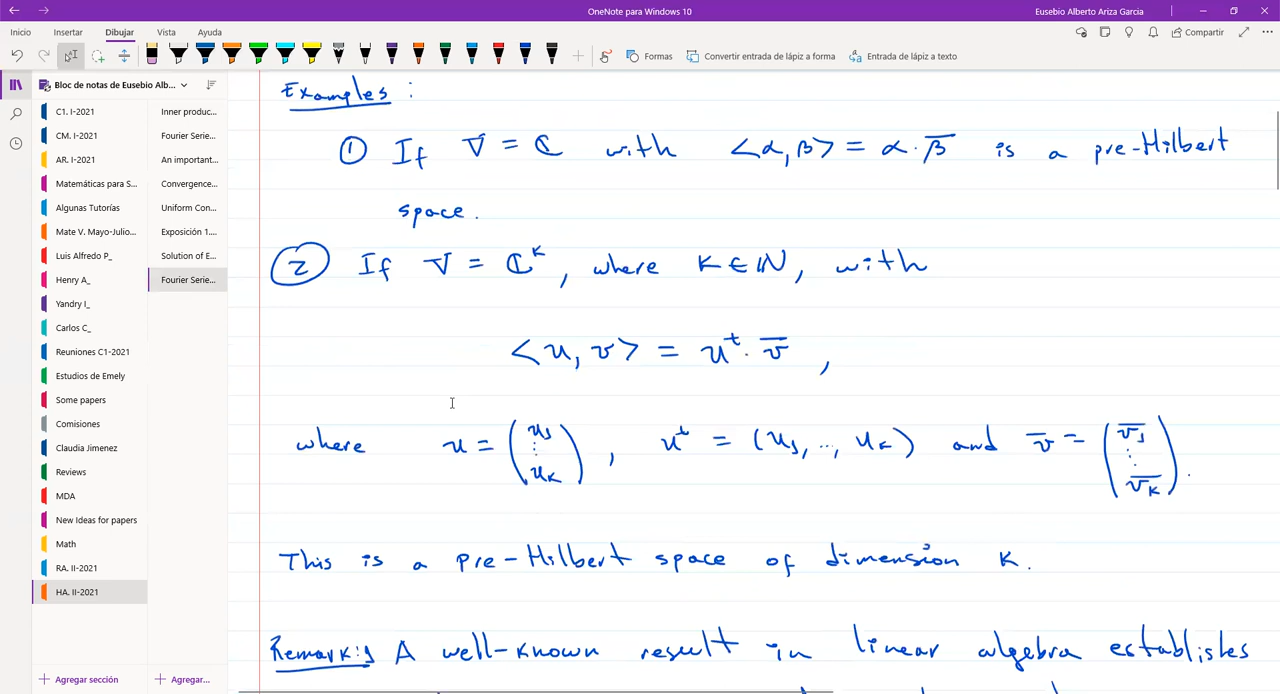 OneNote para Windows 10
Eusebio Alberto Ariza Garcia
Inicio Insertar Dibujar Vista Ayuda
Compartir
Formas
Convertir entrada de lápiz a forma
Entrada de lápiz a texto
Bloc de notas de Eusebio Alb...
C1. I-2021
CM. I-2021
AR. I-2021
Matemáticas para S...
Algunas Tutorías
Mate V. Mayo-Julio...
Luis Alfredo P_
Henry A_
Yandry I_
Carlos C_
Reuniones C1-2021
Estudios de Emely
Some papers
Comisiones
Claudia Jimenez
Reviews
MDA
New Ideas for papers
Math
RA. II-2021
HA. II-2021
Agregar sección
Inner produc...
Fourier Serie...
An important...
Convergence...
Uniform Con...
Exposición 1....
Solution of E...
Fourier Serie...
Agregar...
Examples :
① If V = ℂ with <α, β> = α · β̅ is a pre-Hilbert
space.
② If V = ℂᵏ, where K ∈ ℕ, with
<u, v> = uᵗ · v̅ ,
where u = (u₁ ⋮ uₖ) , uᵗ = (u₁, ..., uₖ) and v̅ = (v̅₁ ⋮ v̅ₖ) .
This is a pre-Hilbert space of dimension K.
Remark: A well-known result in linear algebra establishes